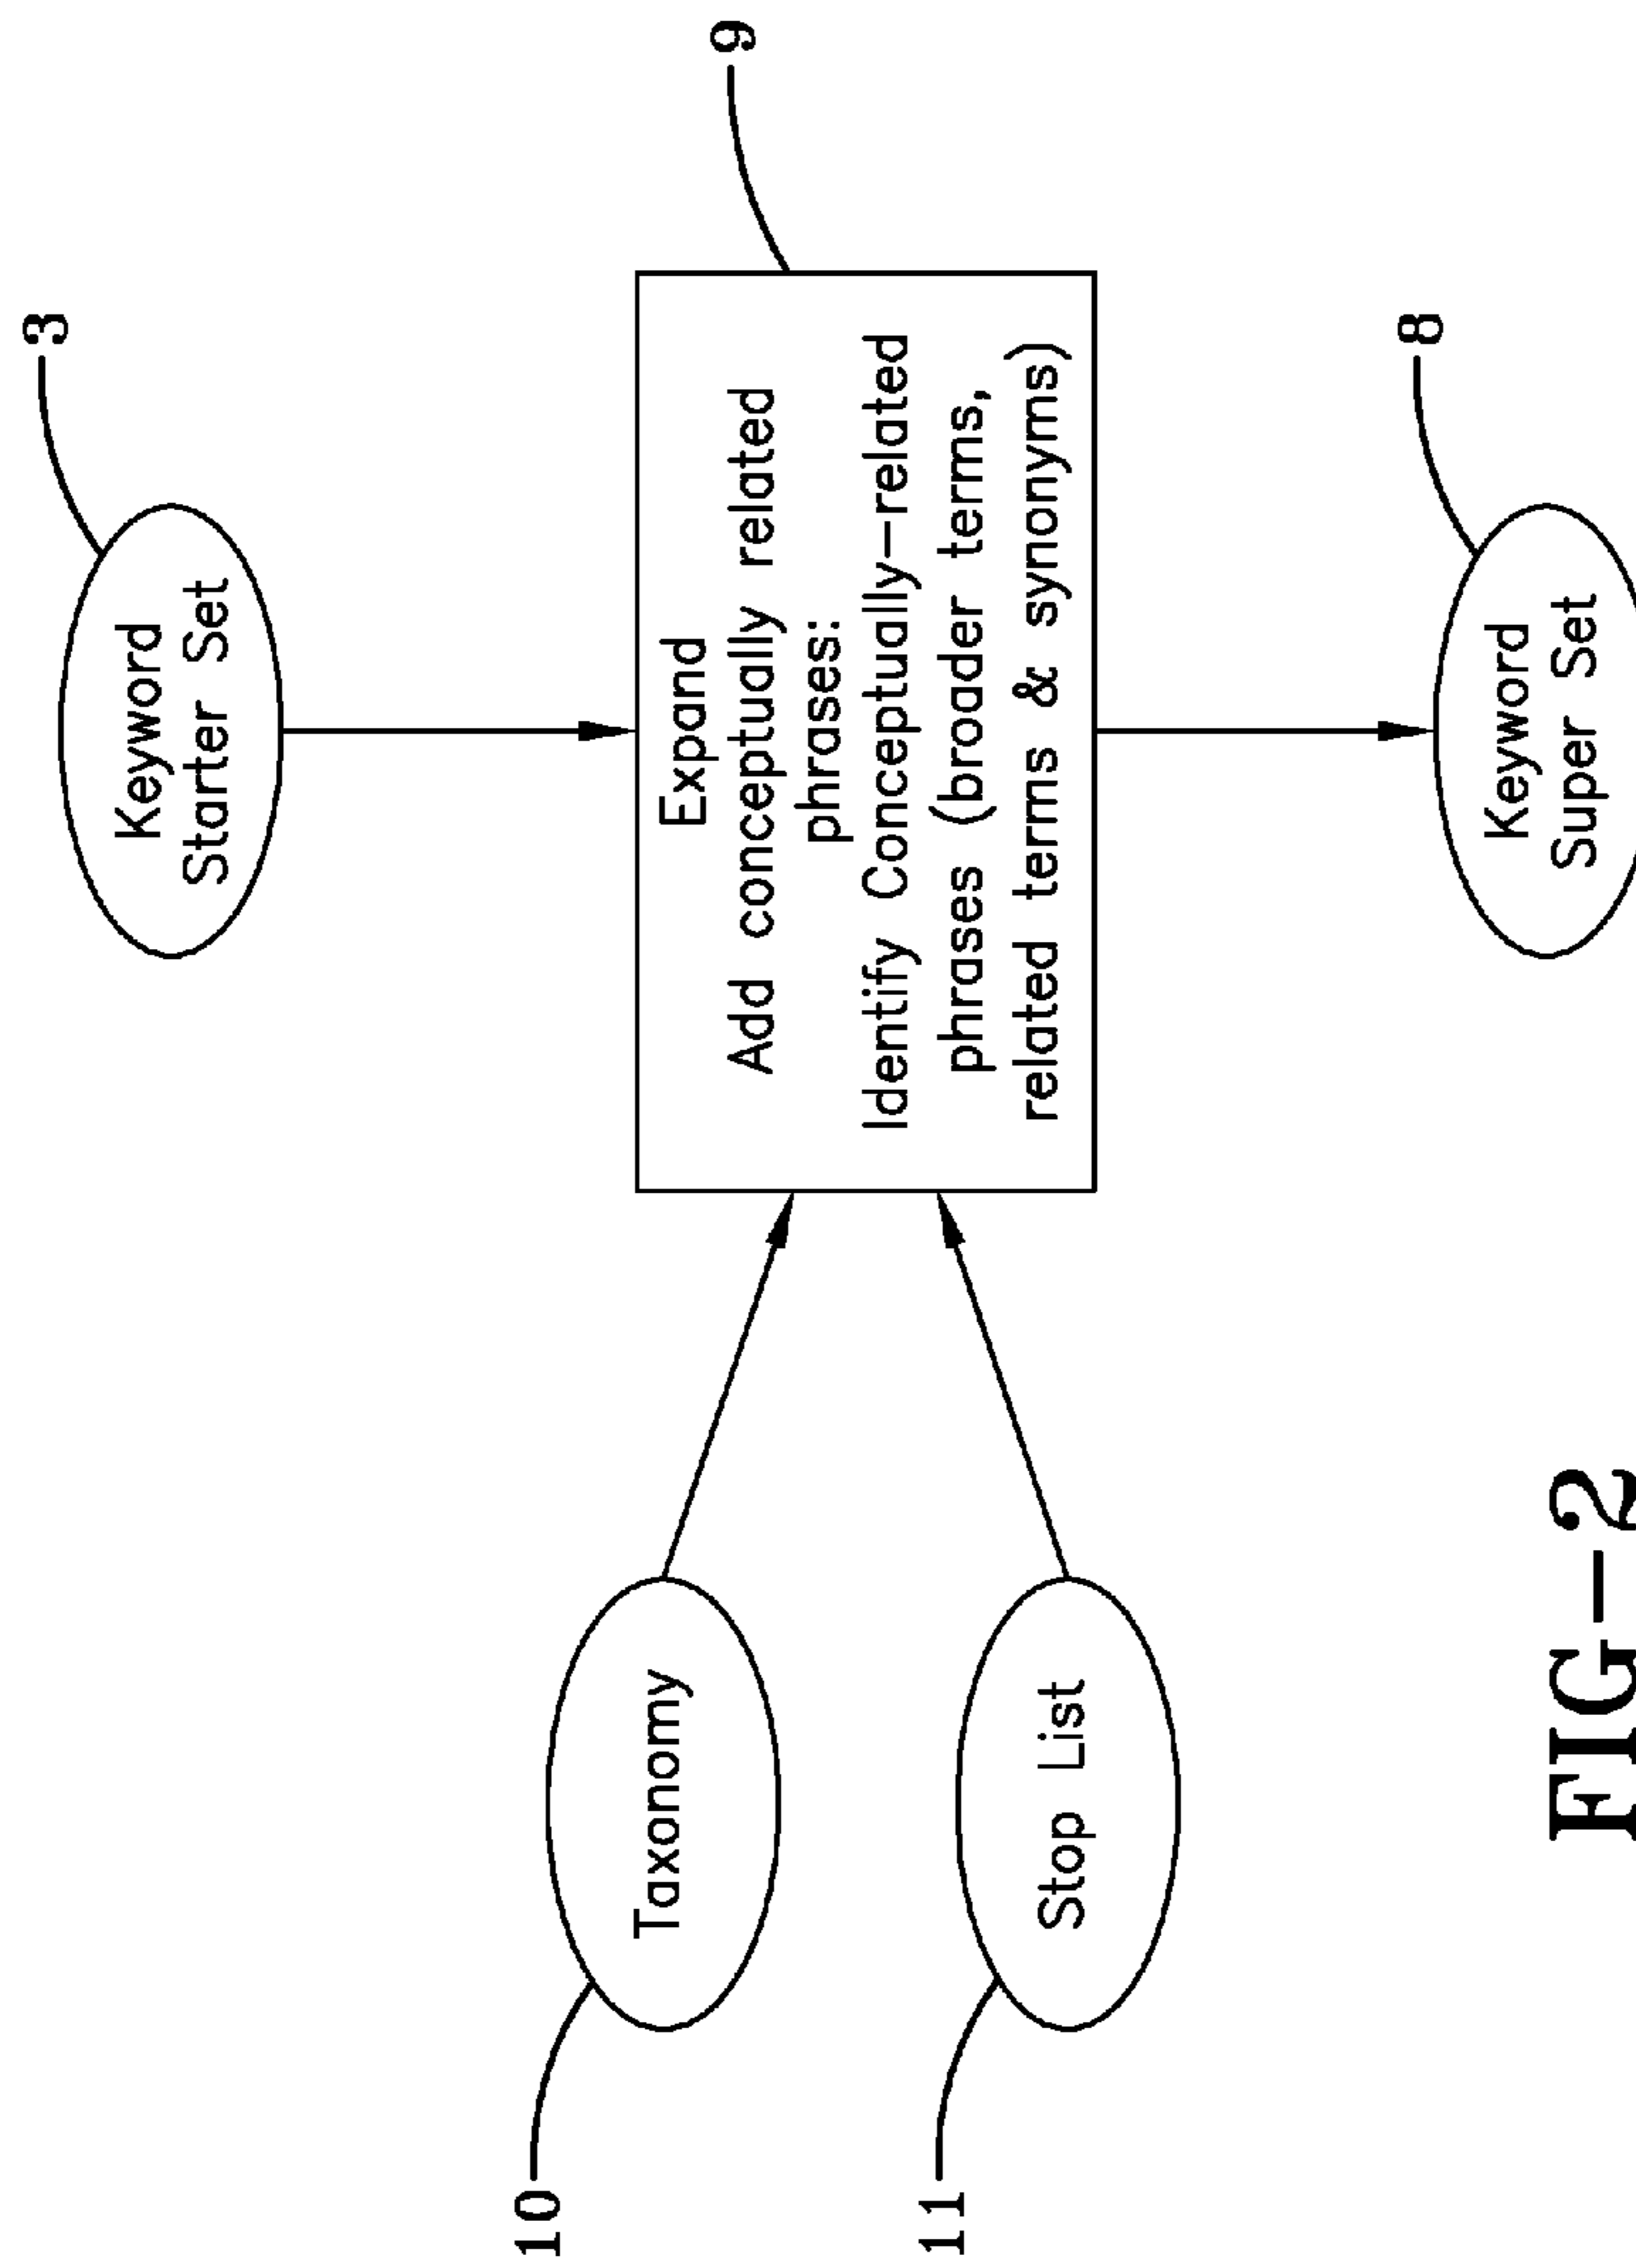 3
Keyword
Starter Set
9
Expand
Add conceptually related
phrases:
Identify Conceptually-related
phrases (broader terms,
related terms & synonyms)
10
Taxonomy
11
Stop List
8
Keyword
Super Set
FIG-2